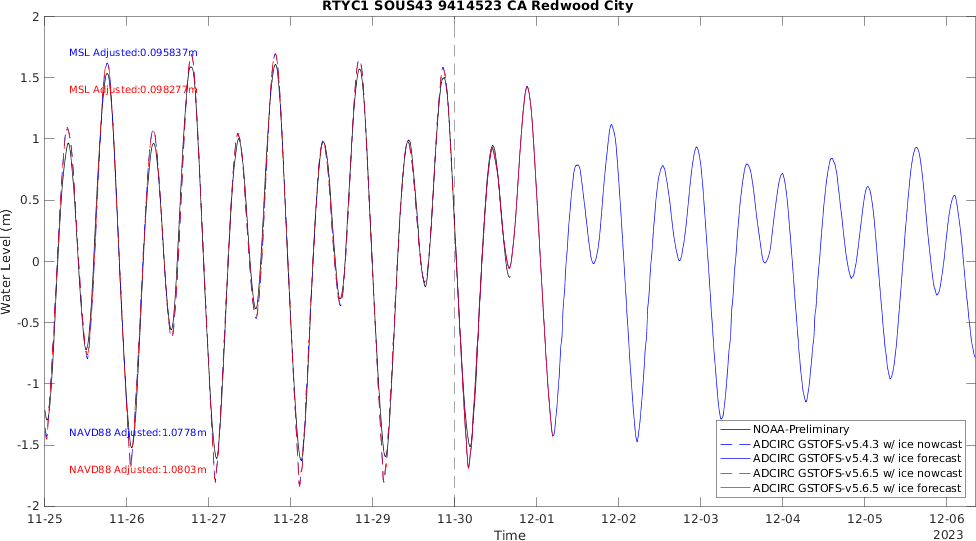 RTYC1 SOUS43 9414523 CA Redwood City
MSL Adjusted:0.095837m
MSL Adjusted:0.098277m
NAVD88 Adjusted:1.0778m
NAVD88 Adjusted:1.0803m
Water Level (m)
2
1.5
1
0.5
0
-0.5
-1
-1.5
-2
NOAA-Preliminary
ADCIRC GSTOFS-v5.4.3 w/ ice nowcast
ADCIRC GSTOFS-v5.4.3 w/ ice forecast
ADCIRC GSTOFS-v5.6.5 w/ ice nowcast
ADCIRC GSTOFS-v5.6.5 w/ ice forecast
11-25 11-26 11-27 11-28 11-29 11-30 12-01 12-02 12-03 12-04 12-05 12-06
2023
Time